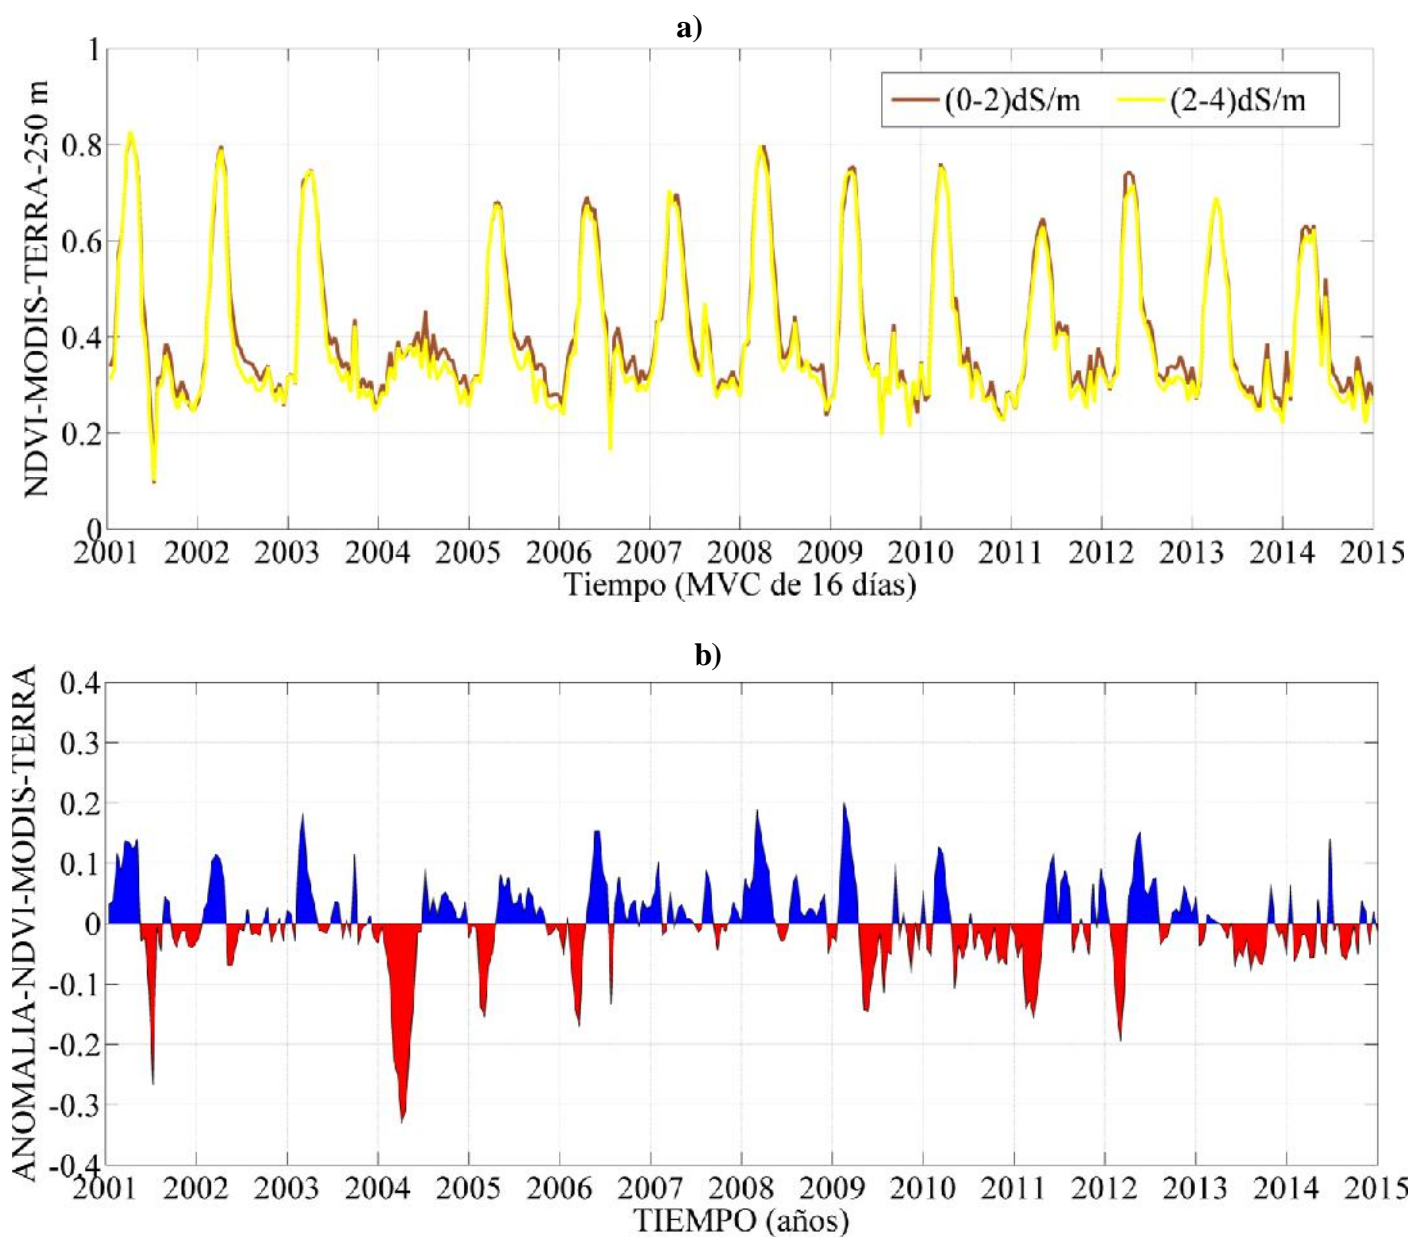 a)
NDVI-MODIS-TERRA-250 m
1
0.8
0.6
0.4
0.2
0
(0-2)dS/m (2-4)dS/m
2001 2002 2003 2004 2005 2006 2007 2008 2009 2010 2011 2012 2013 2014 2015
Tiempo (MVC de 16 días)
b)
ANOMALIA-NDVI-MODIS-TERRA
0.4
0.3
0.2
0.1
0
-0.1
-0.2
-0.3
-0.4
2001 2002 2003 2004 2005 2006 2007 2008 2009 2010 2011 2012 2013 2014 2015
TIEMPO (años)